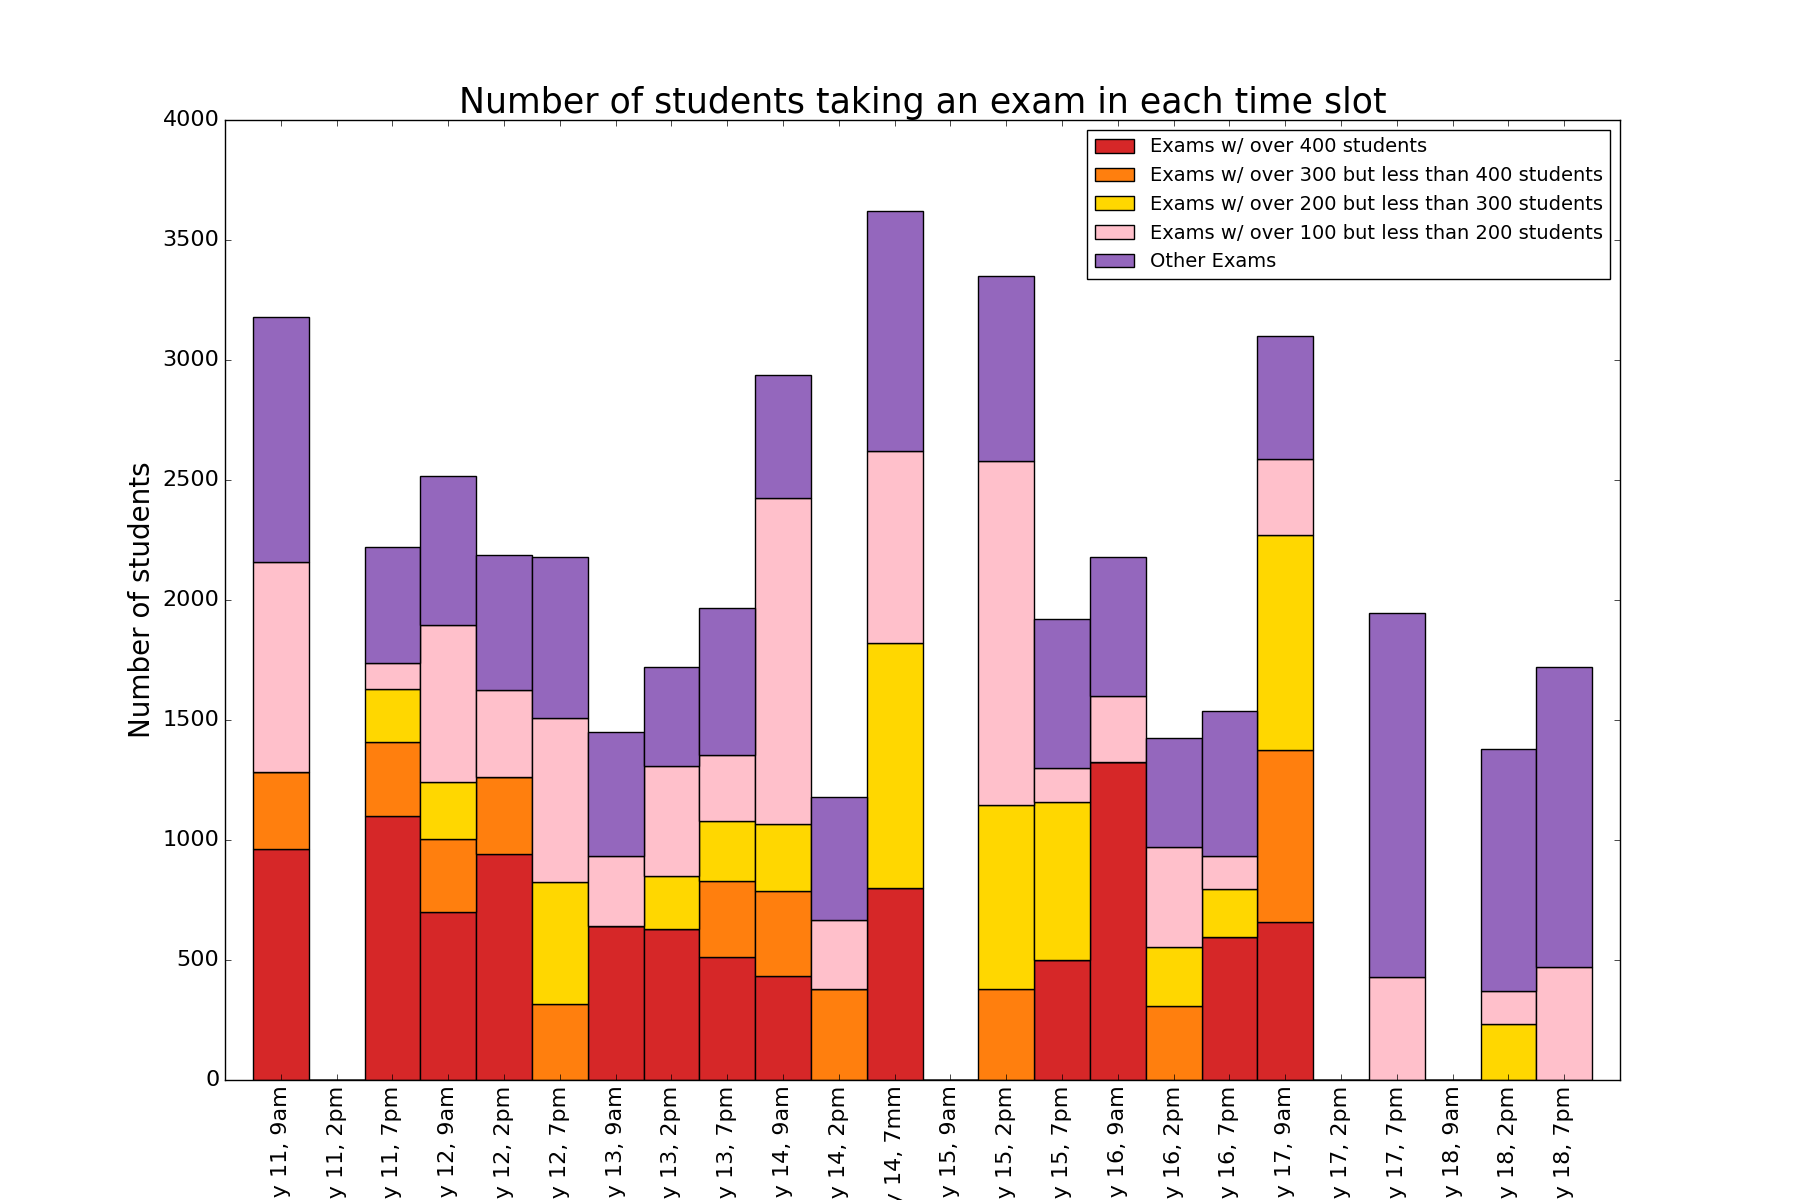 Number of students taking an exam in each time slot
Exams w/ over 400 students
Exams w/ over 300 but less than 400 students
Exams w/ over 200 but less than 300 students
Exams w/ over 100 but less than 200 students
Other Exams
4000
3500
3000
2500
2000
1500
1000
500
0
Number of students
y 11, 9am
y 11, 2pm
y 11, 7pm
y 12, 9am
y 12, 2pm
y 12, 7pm
y 13, 9am
y 13, 2pm
y 13, 7pm
y 14, 9am
y 14, 2pm
y 14, 7mm
y 15, 9am
y 15, 2pm
y 15, 7pm
y 16, 9am
y 16, 2pm
y 16, 7pm
y 17, 9am
y 17, 2pm
y 17, 7pm
y 18, 9am
y 18, 2pm
y 18, 7pm